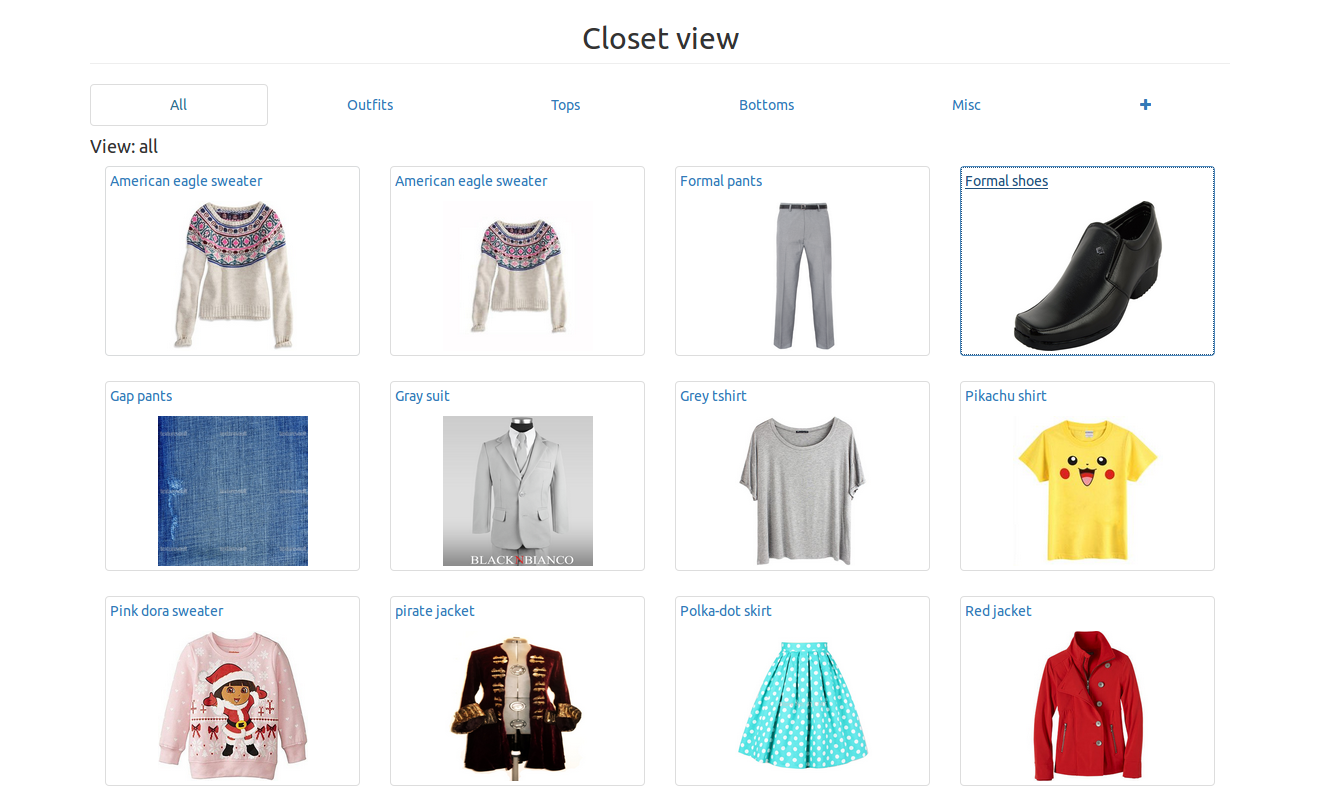 Closet view
All Outfits Tops Bottoms Misc +
View: all
American eagle sweater
American eagle sweater
Formal pants
Formal shoes
Gap pants
Gray suit
BLACK N BIANCO
Grey tshirt
Pikachu shirt
Pink dora sweater
pirate jacket
Polka-dot skirt
Red jacket